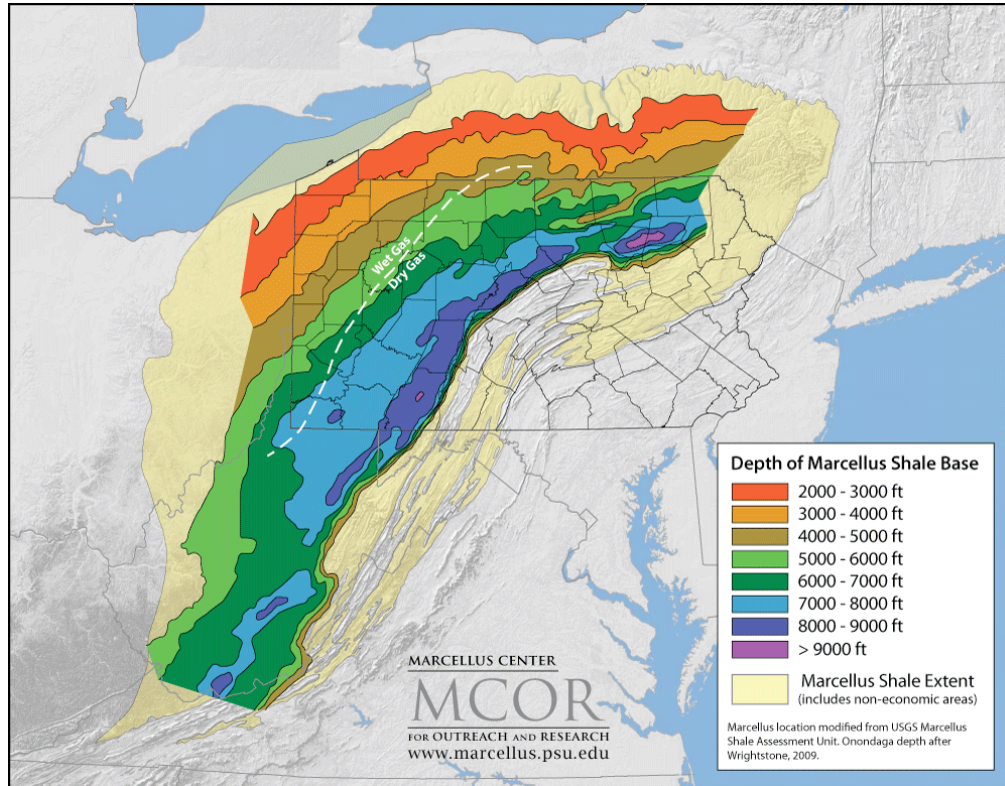 Wet Gas
Dry Gas
Depth of Marcellus Shale Base
2000 - 3000 ft
3000 - 4000 ft
4000 - 5000 ft
5000 - 6000 ft
6000 - 7000 ft
7000 - 8000 ft
8000 - 9000 ft
> 9000 ft
Marcellus Shale Extent
(includes non-economic areas)
Marcellus location modified from USGS Marcellus
Shale Assessment Unit. Onondaga depth after
Wrightstone, 2009.
MARCELLUS CENTER
MCOR
FOR OUTREACH AND RESEARCH
www.marcellus.psu.edu